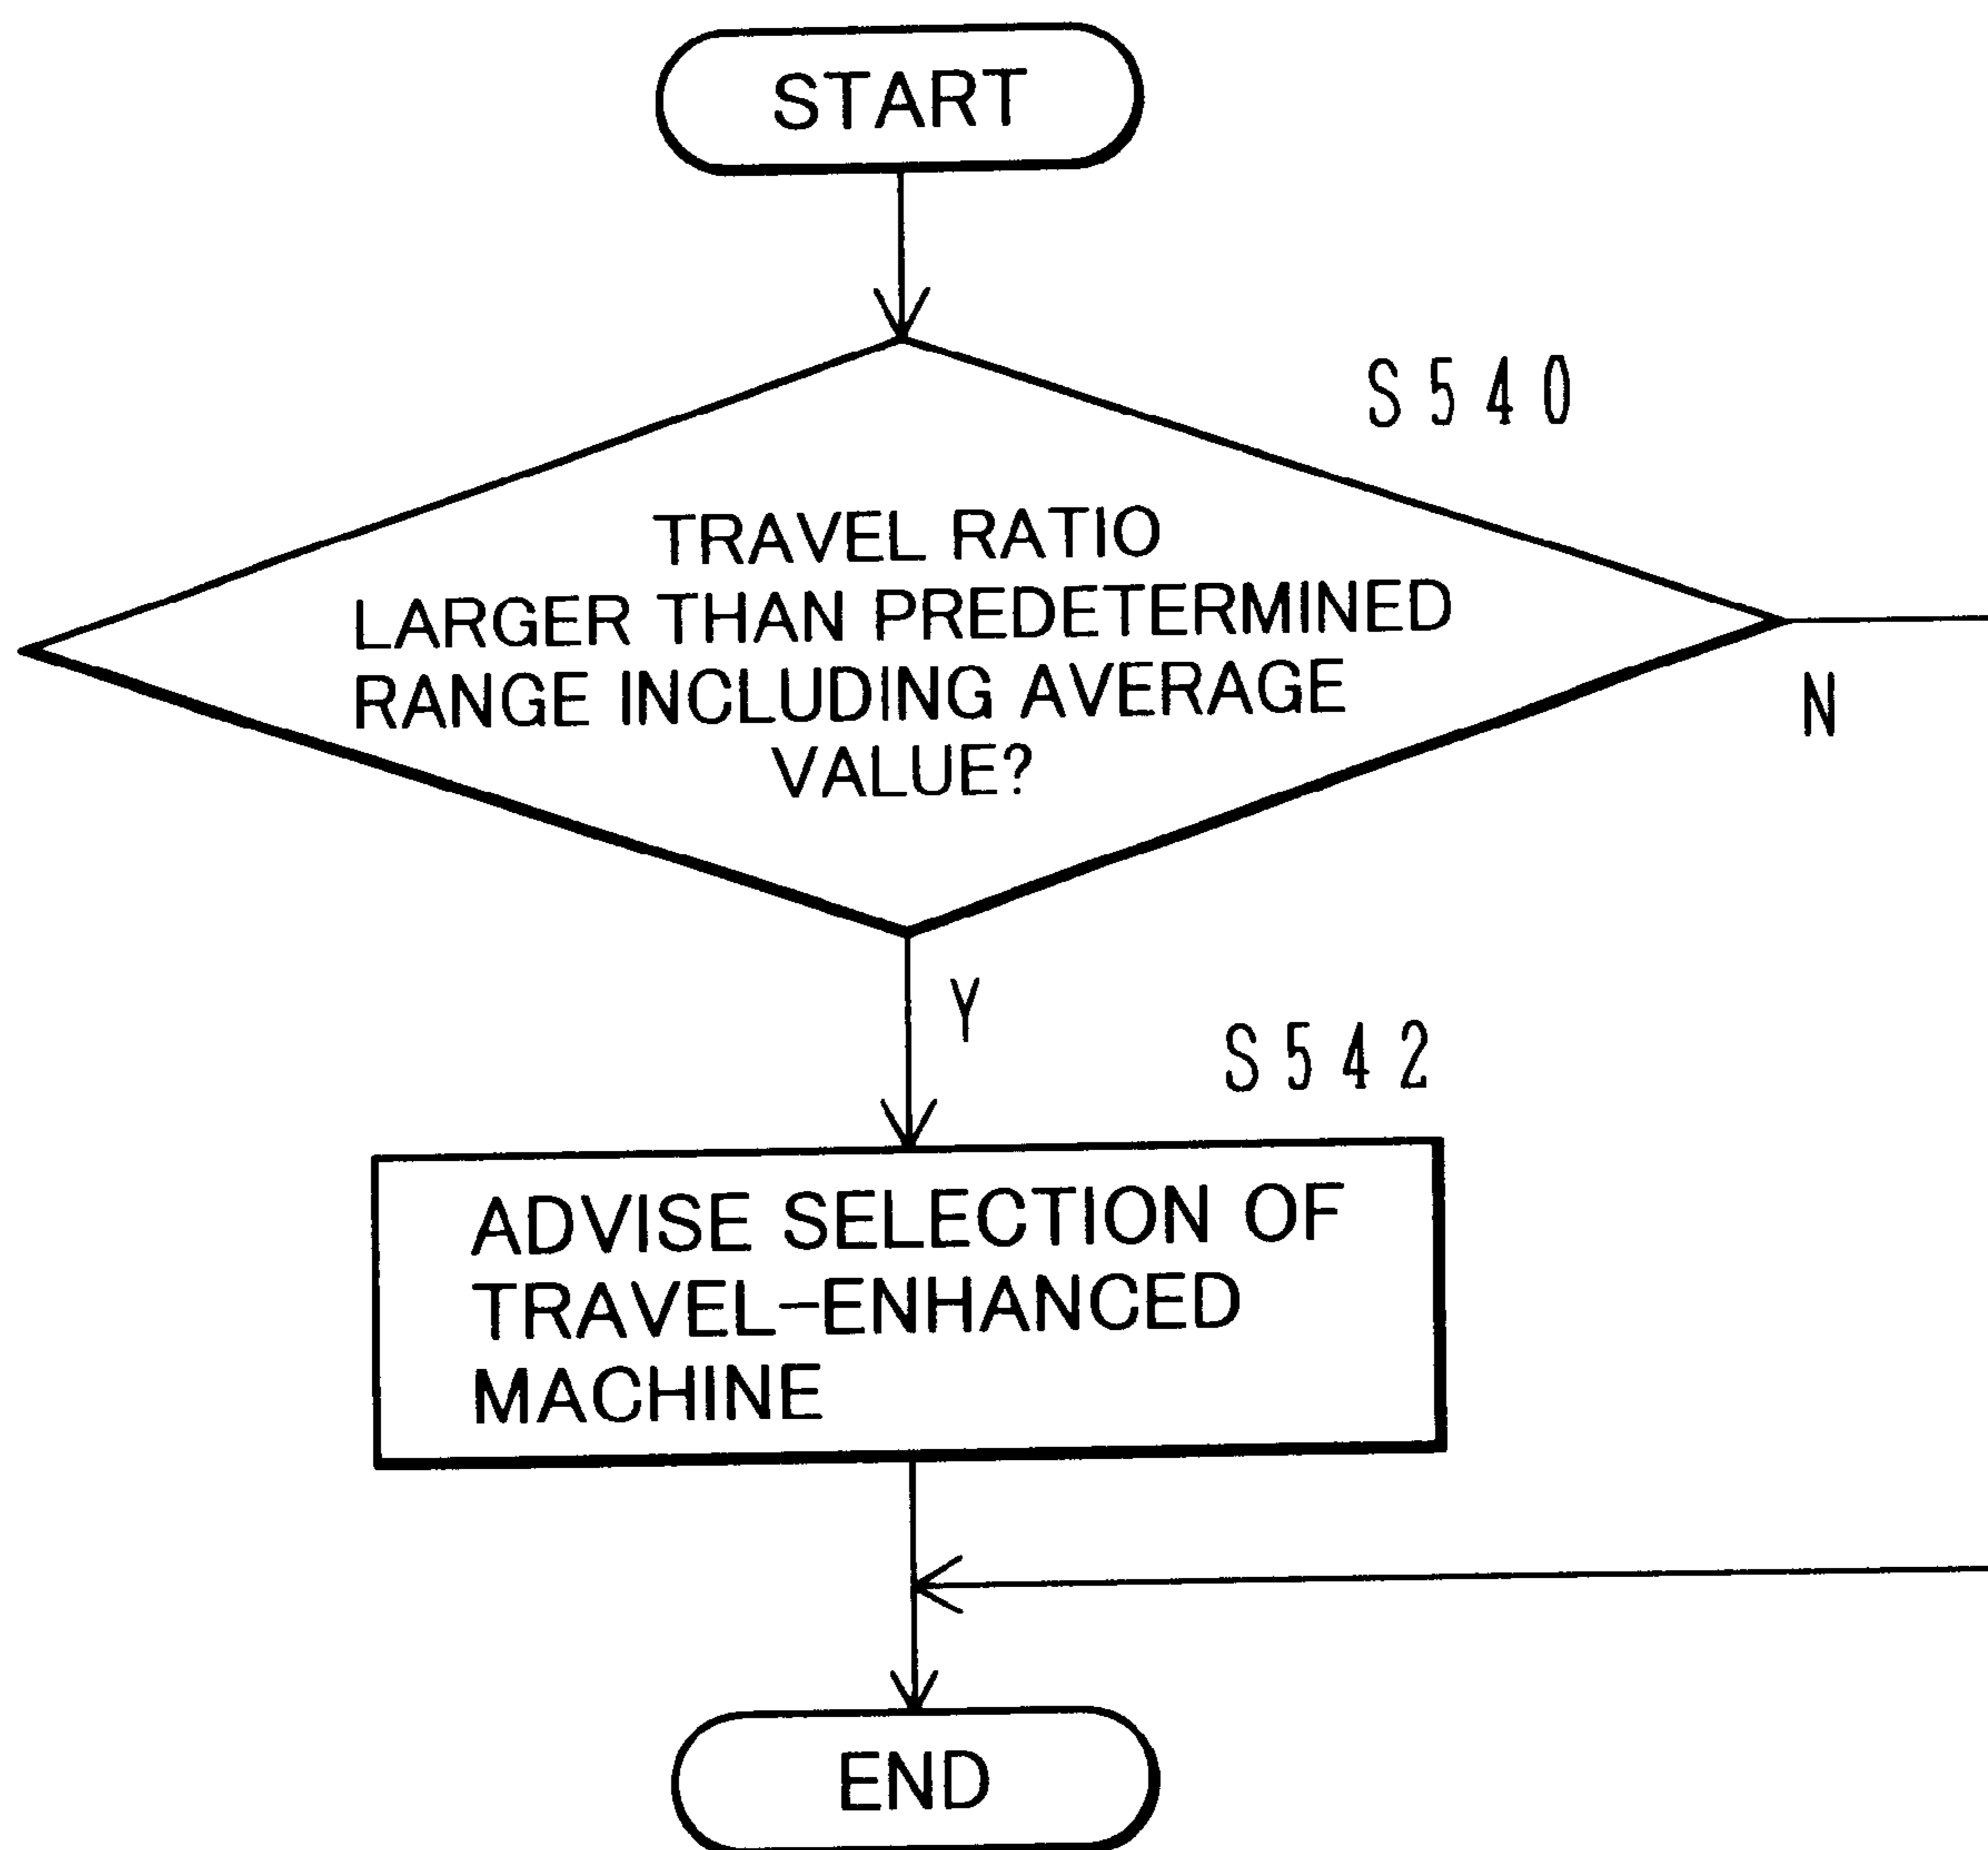 START
S540
TRAVEL RATIO
LARGER THAN PREDETERMINED
RANGE INCLUDING AVERAGE
VALUE?
N
Y
S542
ADVISE SELECTION OF
TRAVEL-ENHANCED
MACHINE
END